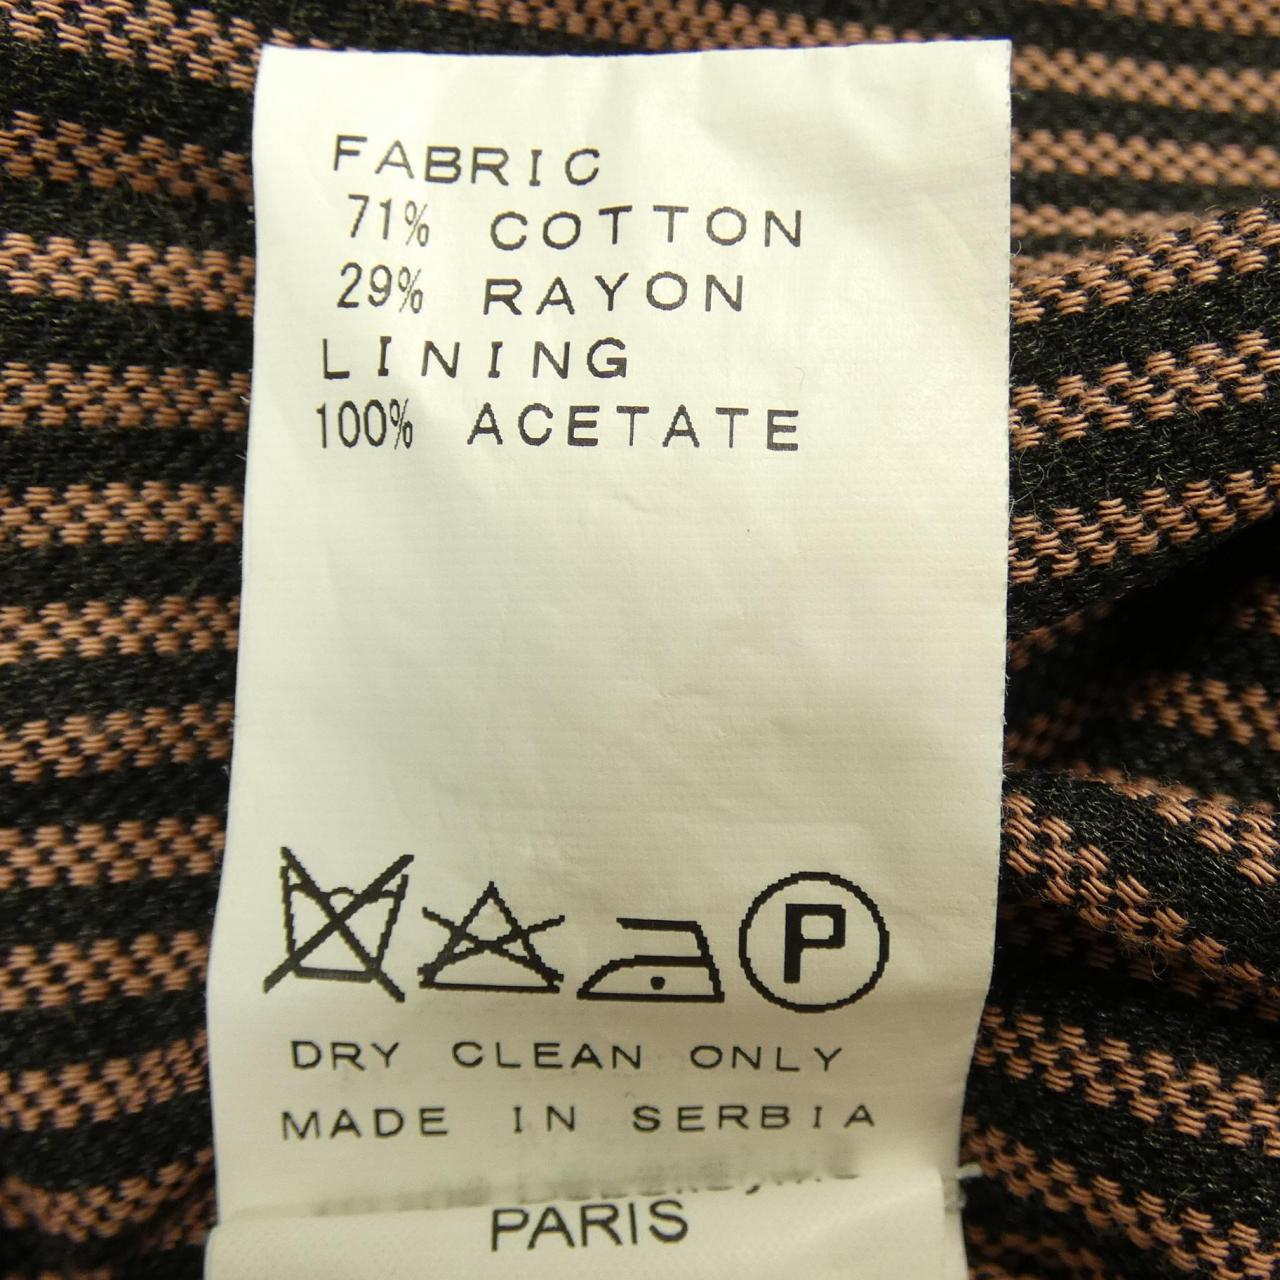 FABRIC
71% COTTON
29% RAYON
LINING
100% ACETATE
P
DRY CLEAN ONLY
MADE IN SERBIA
PARIS